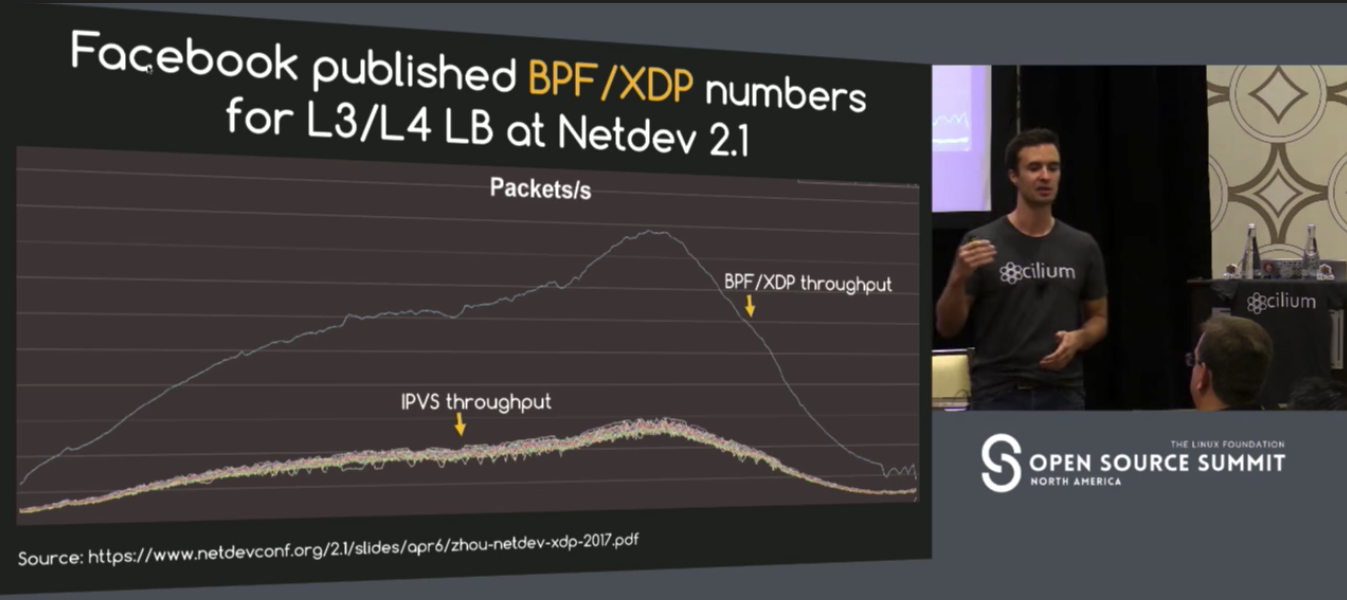 Facebook published BPF/XDP numbers
for L3/L4 LB at Netdev 2.1
Packets/s
BPF/XDP throughput
IPVS throughput
Source: https://www.netdevconf.org/2.1/slides/apr6/zhou-netdev-xdp-2017.pdf
cilium
cilium
THE LINUX FOUNDATION
OPEN SOURCE SUMMIT
NORTH AMERICA